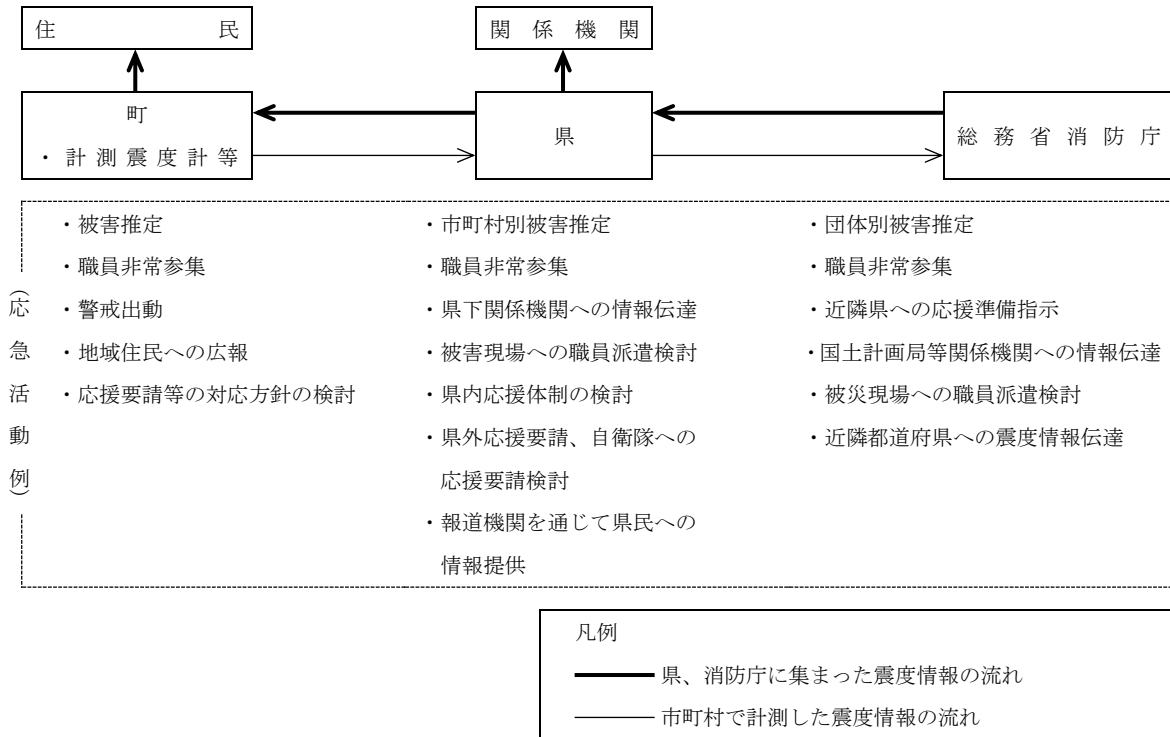 住民
関係機関
町
・計測震度計等
県
総務省消防庁
（応急活動例）
・被害推定
・職員非常参集
・警戒出動
・地域住民への広報
・応援要請等の対応方針の検討
・市町村別被害推定
・職員非常参集
・県下関係機関への情報伝達
・被害現場への職員派遣検討
・県内応援体制の検討
・県外応援要請、自衛隊への
応援要請検討
・報道機関を通じて県民への
情報提供
・団体別被害推定
・職員非常参集
・近隣県への応援準備指示
・国土計画局等関係機関への情報伝達
・被災現場への職員派遣検討
・近隣都道府県への震度情報伝達
凡例
県、消防庁に集まった震度情報の流れ
市町村で計測した震度情報の流れ